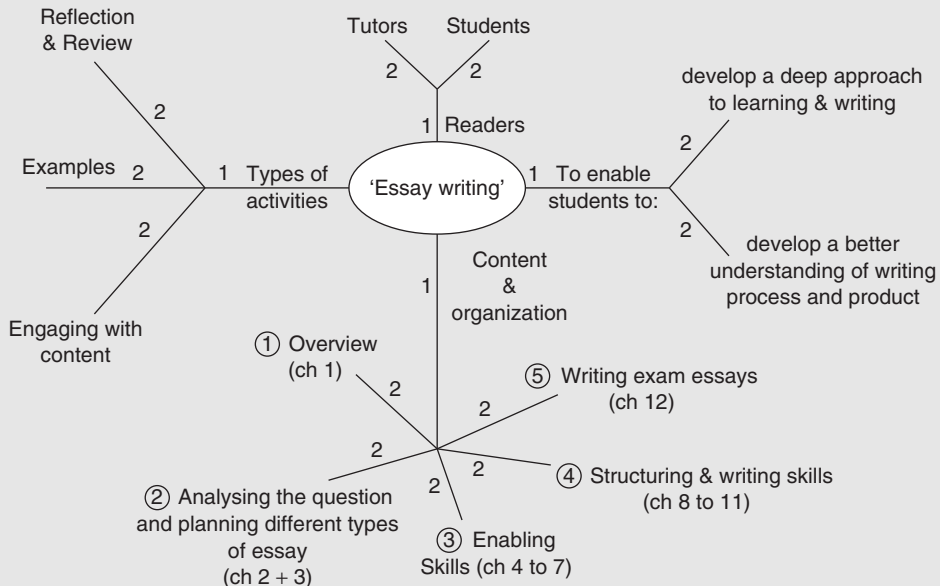 Reflection
& Review
2
Examples
2
2
Engaging with
content
1
Types of
activities
Tutors
Students
2
2
1
Readers
'Essay writing'
1
To enable
students to:
2
develop a deep approach
to learning & writing
2
develop a better
understanding of writing
process and product
1
Content
&
organization
① Overview
(ch 1)
2
2
② Analysing the question
and planning different types
of essay
(ch 2 + 3)
2
③ Enabling
Skills (ch 4 to 7)
2
④ Structuring & writing skills
(ch 8 to 11)
2
⑤ Writing exam essays
(ch 12)